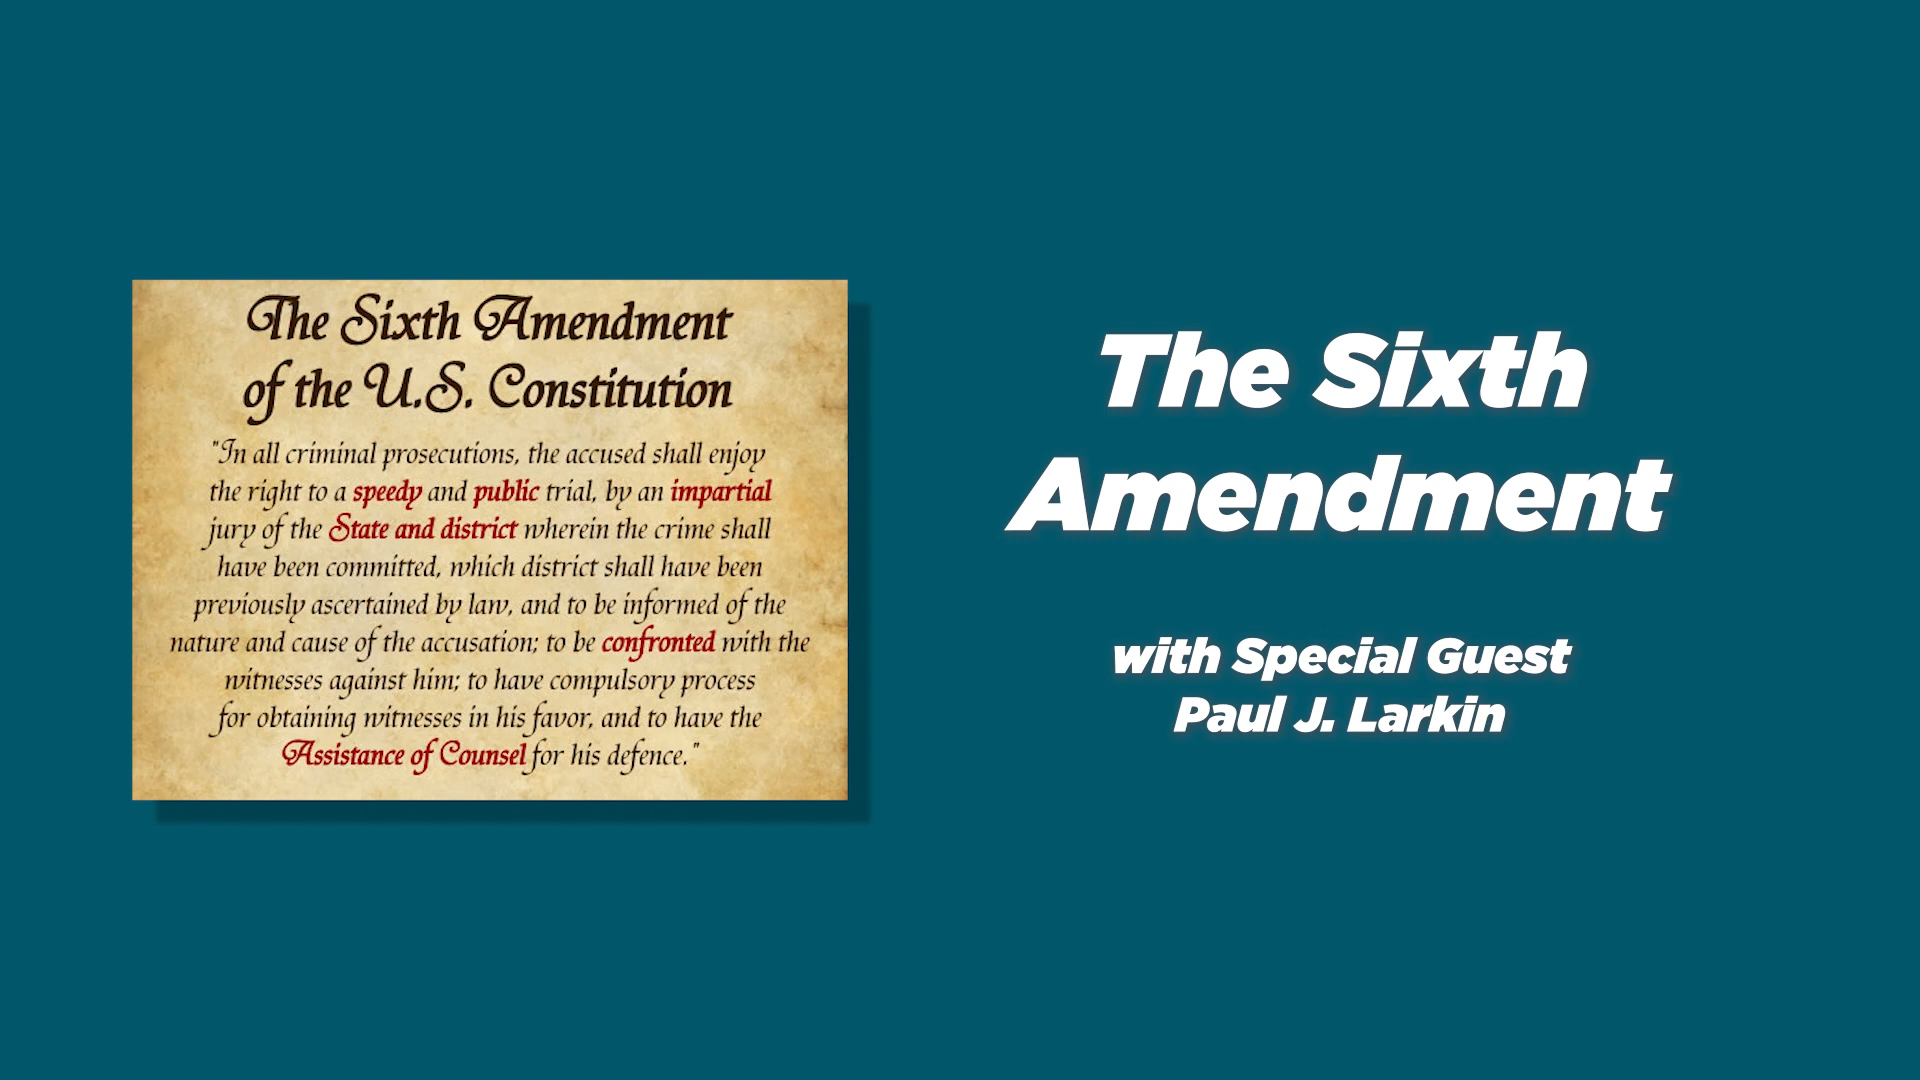 The Sixth Amendment
of the U.S. Constitution
"In all criminal prosecutions, the accused shall enjoy
the right to a speedy and public trial, by an impartial
jury of the State and district wherein the crime shall
have been committed, which district shall have been
previously ascertained by law, and to be informed of the
nature and cause of the accusation; to be confronted with the
witnesses against him; to have compulsory process
for obtaining witnesses in his favor, and to have the
Assistance of Counsel for his defence."
The Sixth
Amendment
with Special Guest
Paul J. Larkin